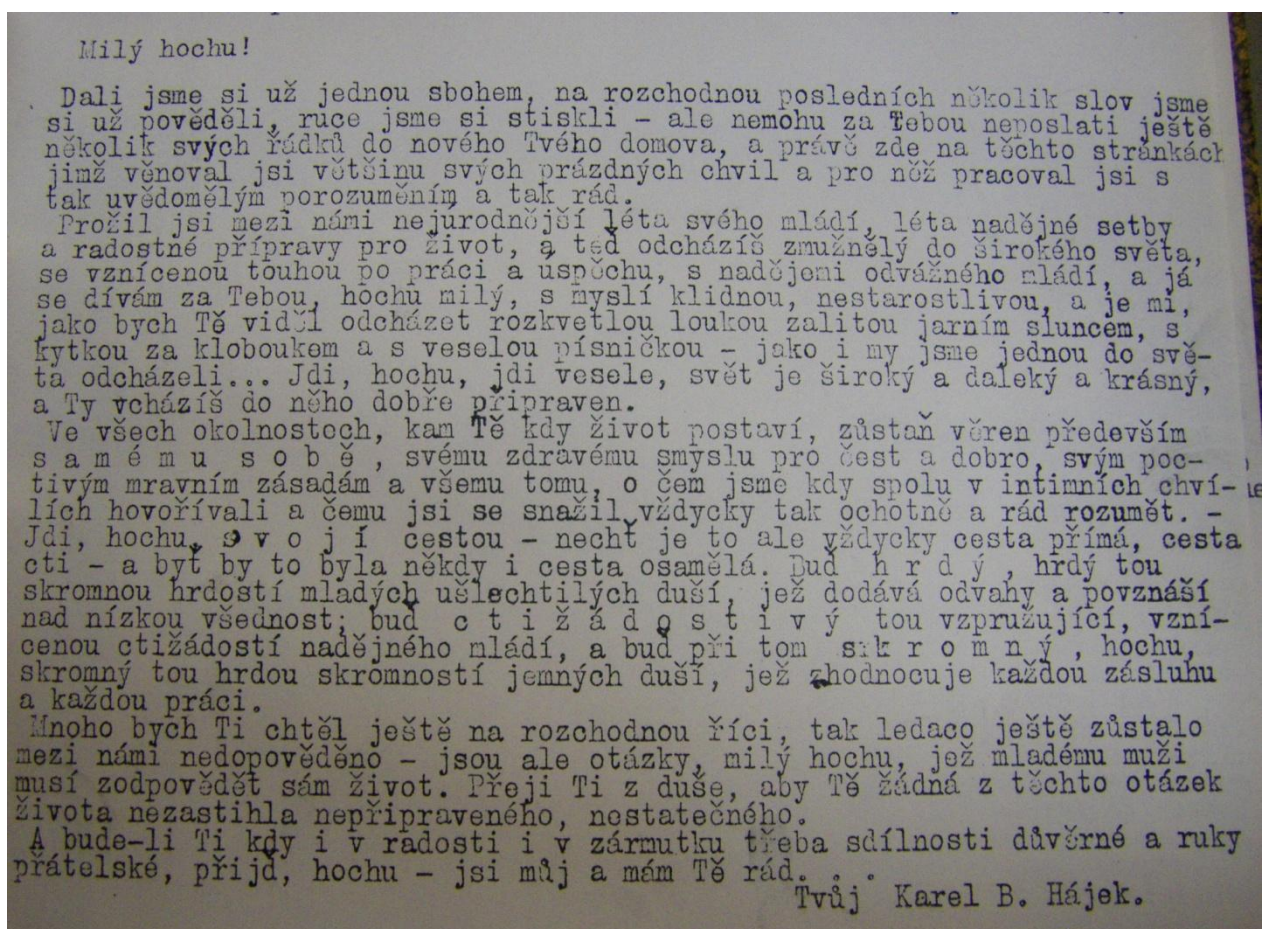 Milý hochu!
Dali jsme si už jednou sbohem, na rozchodnou posledních několik slov jsme
si už pověděli, ruce jsme si stiskli - ale nemohu za Tebou neposlati ještě
několik svých řádků do nového Tvého domova, a právě zde na těchto stránkách
jimž věnoval jsi většinu svých prázdných chvil a pro něž pracoval jsi s
tak uvědomělým porozuměním a tak rád.
Prožil jsi mezi námi nejurodnější léta svého mládí, léta nadějné setby
a radostné přípravy pro život, a teď odcházíš zmužnělý do širokého světa,
se vznícenou touhou po práci a uspěchu, s nadějemi odvážného mládí, a já
se dívám za Tebou, hochu milý, s myslí klidnou, nestarostlivou, a je mi,
jako bych Tě viděl odcházet rozkvetlou loukou zalitou jarním sluncem, s
kytkou za kloboukem a s veselou písničkou - jako i my jsme jednou do svě-
ta odcházeli... Jdi, hochu, jdi vesele, svět je široký a daleký a krásný,
a Ty vcházíš do něho dobře připraven.
Ve všech okolnostech, kam Tě kdy život postaví, zůstaň věren především
s a m é m u  s o b ě , svému zdravému smyslu pro čest a dobro, svým poc-
tivým mravním zásadám a všemu tomu, o čem jsme kdy spolu v intimních chví-
lích hovořívali a čemu jsi se snažil vždycky tak ochotně a rád rozumět. -
Jdi, hochu, s v o j í  cestou - nechť je to ale vždycky cesta přímá, cesta
cti - a byť by to byla někdy i cesta osamělá. Buď  h r d ý , hrdý tou
skromnou hrdostí mladých ušlechtilých duší, jež dodává odvahy a povznáší
nad nízkou všednost; buď  c t i ž á d o s t i v ý  tou vzpružující, vzní-
cenou ctižádostí nadějného mládí, a buď při tom  s k r o m n ý , hochu,
skromný tou hrdou skromností jemných duší, jež zhodnocuje každou zásluhu
a každou práci.
Mnoho bych Ti chtěl ještě na rozchodnou říci, tak ledaco ještě zůstalo
mezi námi nedopověděno - jsou ale otázky, milý hochu, jež mladému muži
musí zodpovědět sám život. Přeji Ti z duše, aby Tě žádná z těchto otázek
života nezastihla nepřipraveného, nestatečného.
A bude-li Ti kdy i v radosti i v zármutku třeba sdílnosti důvěrné a ruky
přátelské, přijď, hochu - jsi můj a mám Tě rád. . .
Tvůj Karel B. Hájek.